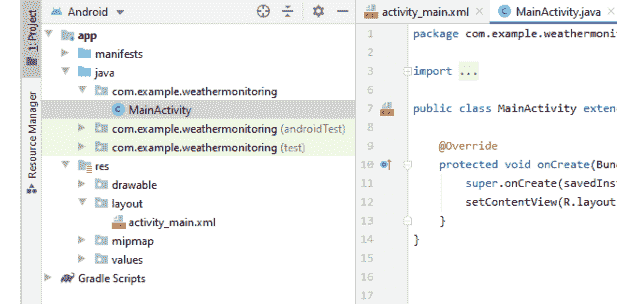 1: Project
Resource Manager
Android
app
manifests
java
com.example.weathermonitoring
MainActivity
com.example.weathermonitoring (androidTest)
com.example.weathermonitoring (test)
res
drawable
layout
activity_main.xml
mipmap
values
Gradle Scripts
activity_main.xml
MainActivity.java
1 package com.example.weathermoni
2
3 import ...
6
7 public class MainActivity exten
8
9 @Override
10 protected void onCreate(Bun
11 super.onCreate(savedIns
12 setContentView(R.layout
13 }
14 }
15
16